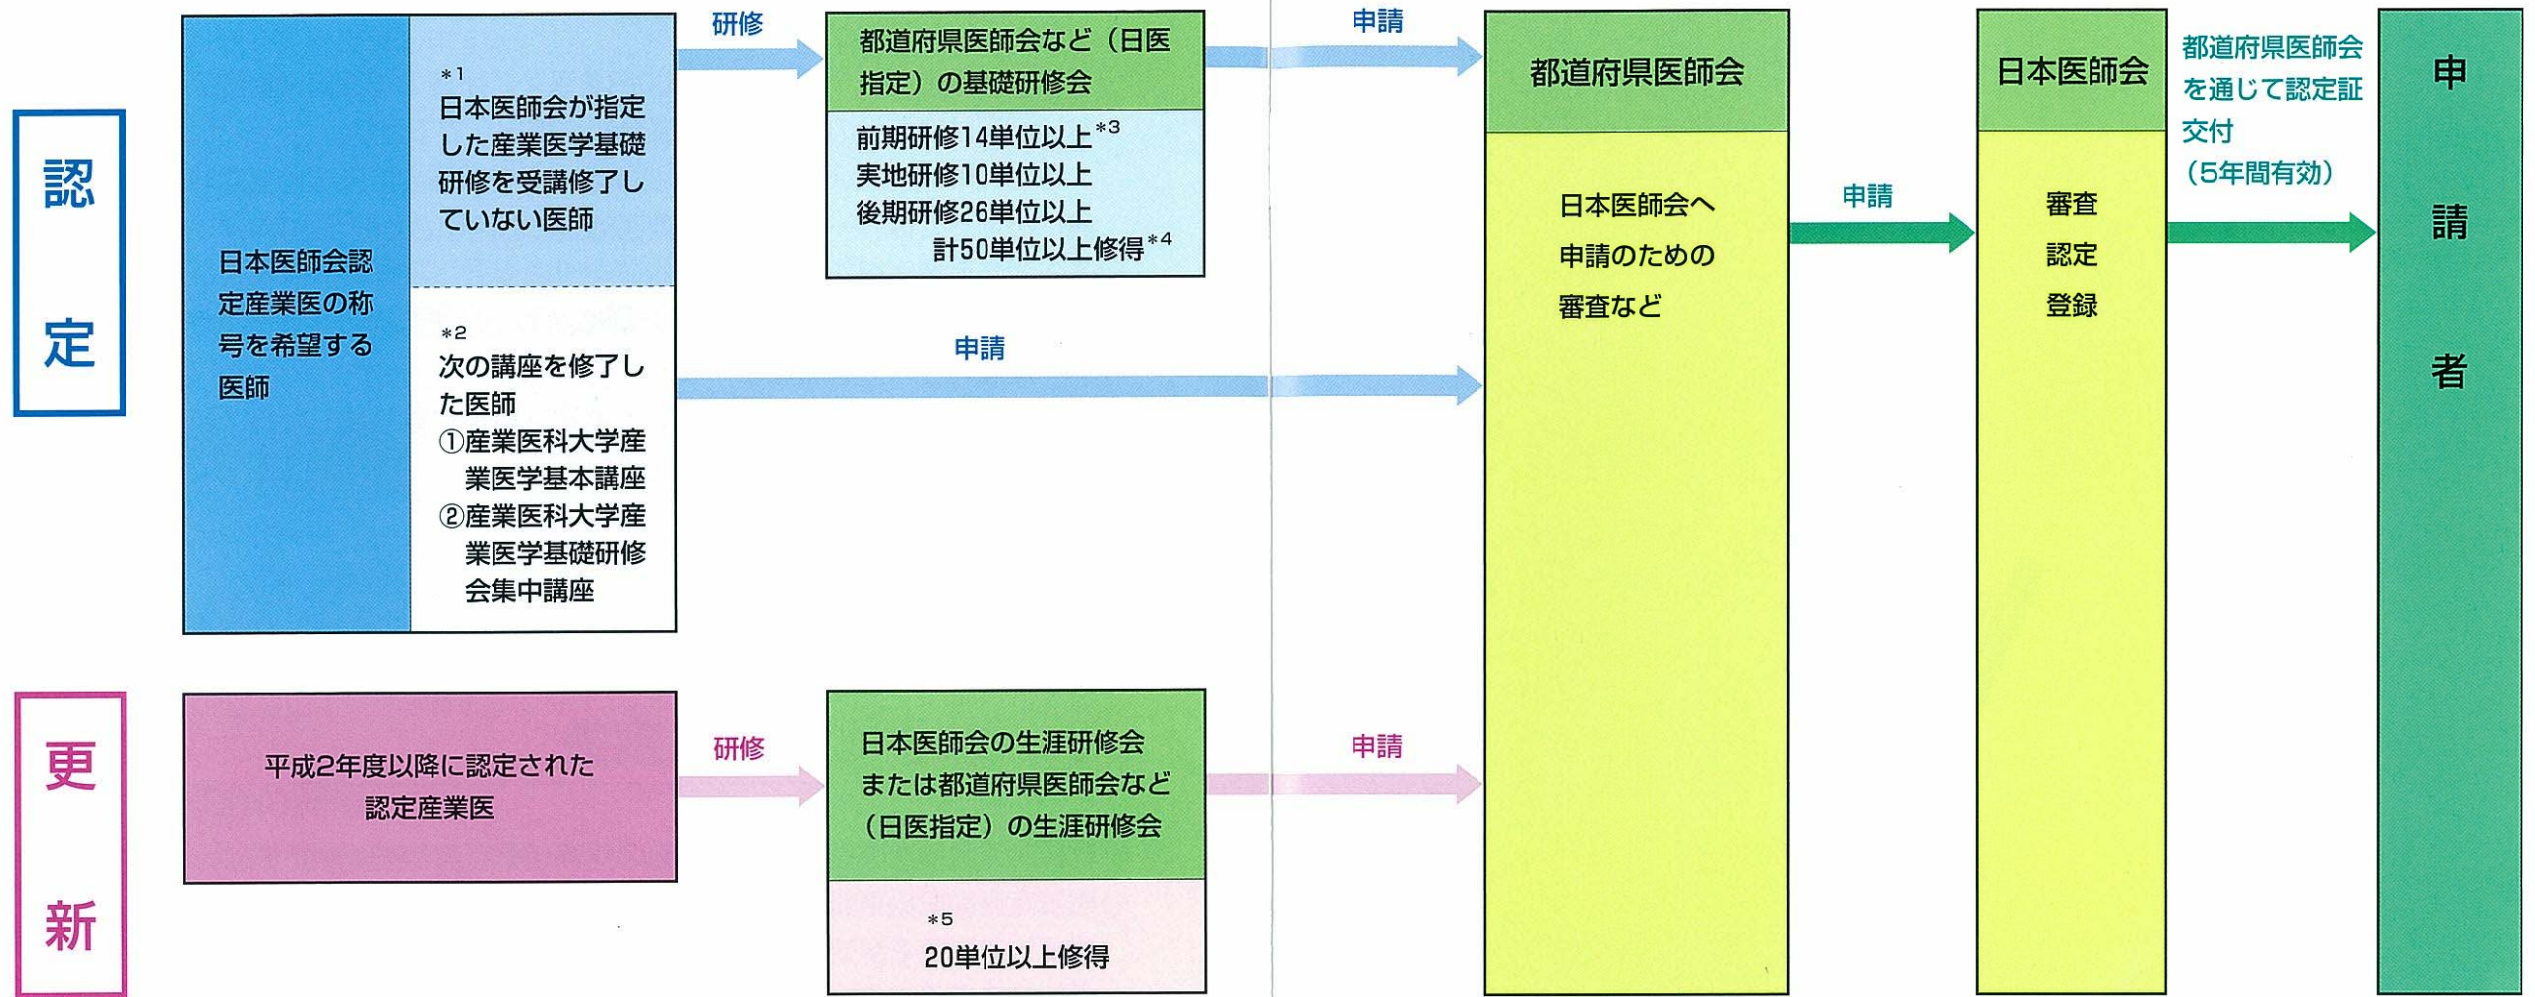 認定
日本医師会認
定産業医の称
号を希望する
医師
*1
日本医師会が指定
した産業医学基礎
研修を受講修了し
ていない医師
*2
次の講座を修了し
た医師
①産業医科大学産
業医学基本講座
②産業医科大学産
業医学基礎研修
会集中講座
研修
都道府県医師会など（日医
指定）の基礎研修会
前期研修14単位以上*3
実地研修10単位以上
後期研修26単位以上
計50単位以上修得*4
申請
申請
都道府県医師会
日本医師会へ
申請のための
審査など
申請
日本医師会
審査
認定
登録
都道府県医師会
を通じて認定証
交付
（5年間有効）
申請者
更新
平成2年度以降に認定された
認定産業医
研修
日本医師会の生涯研修会
または都道府県医師会など
（日医指定）の生涯研修会
*5
20単位以上修得
申請